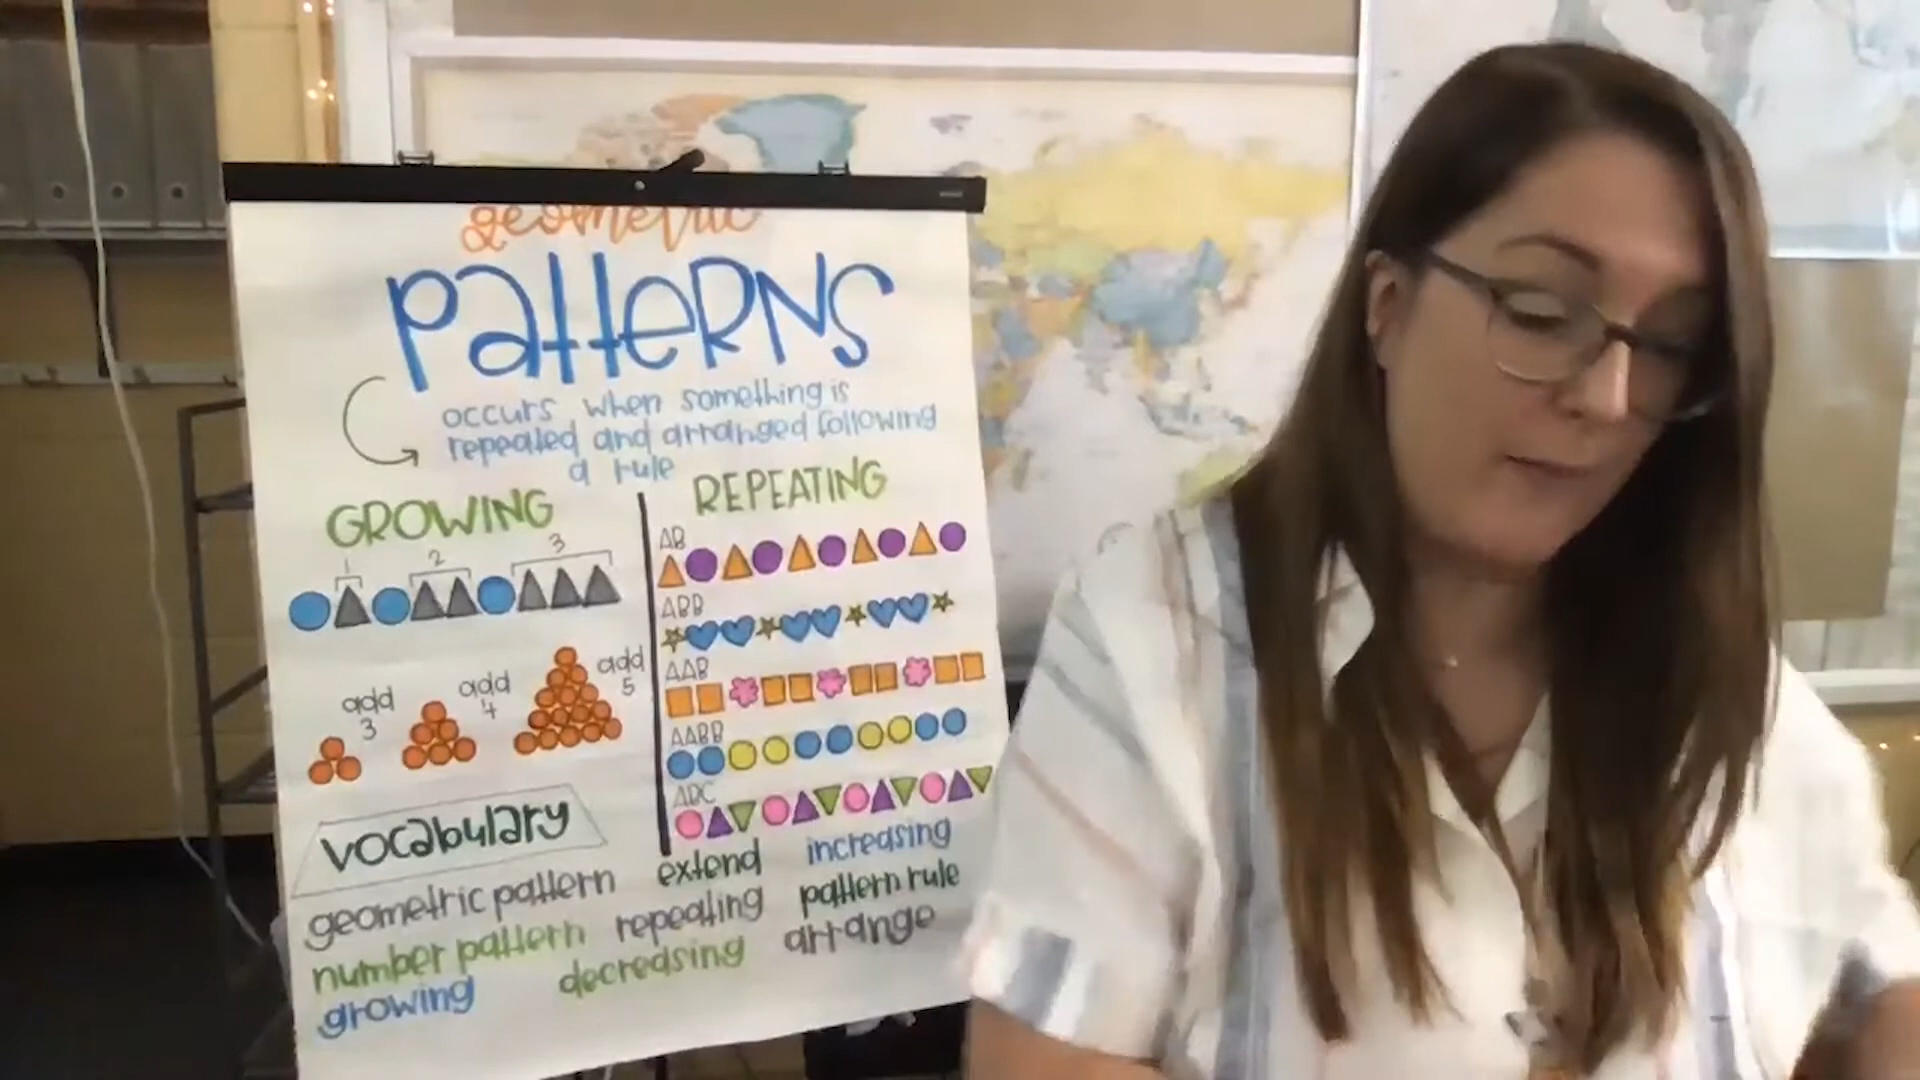 geometric
PATTERNS
occurs when something is
repeated and arranged following
a rule
GROWING
1 2 3
add 3
add 4
add 5
REPEATING
AB
ABB
AAB
AABB
ABC
vocabulary
geometric pattern extend increasing
number pattern repeating pattern rule
growing decreasing arrange